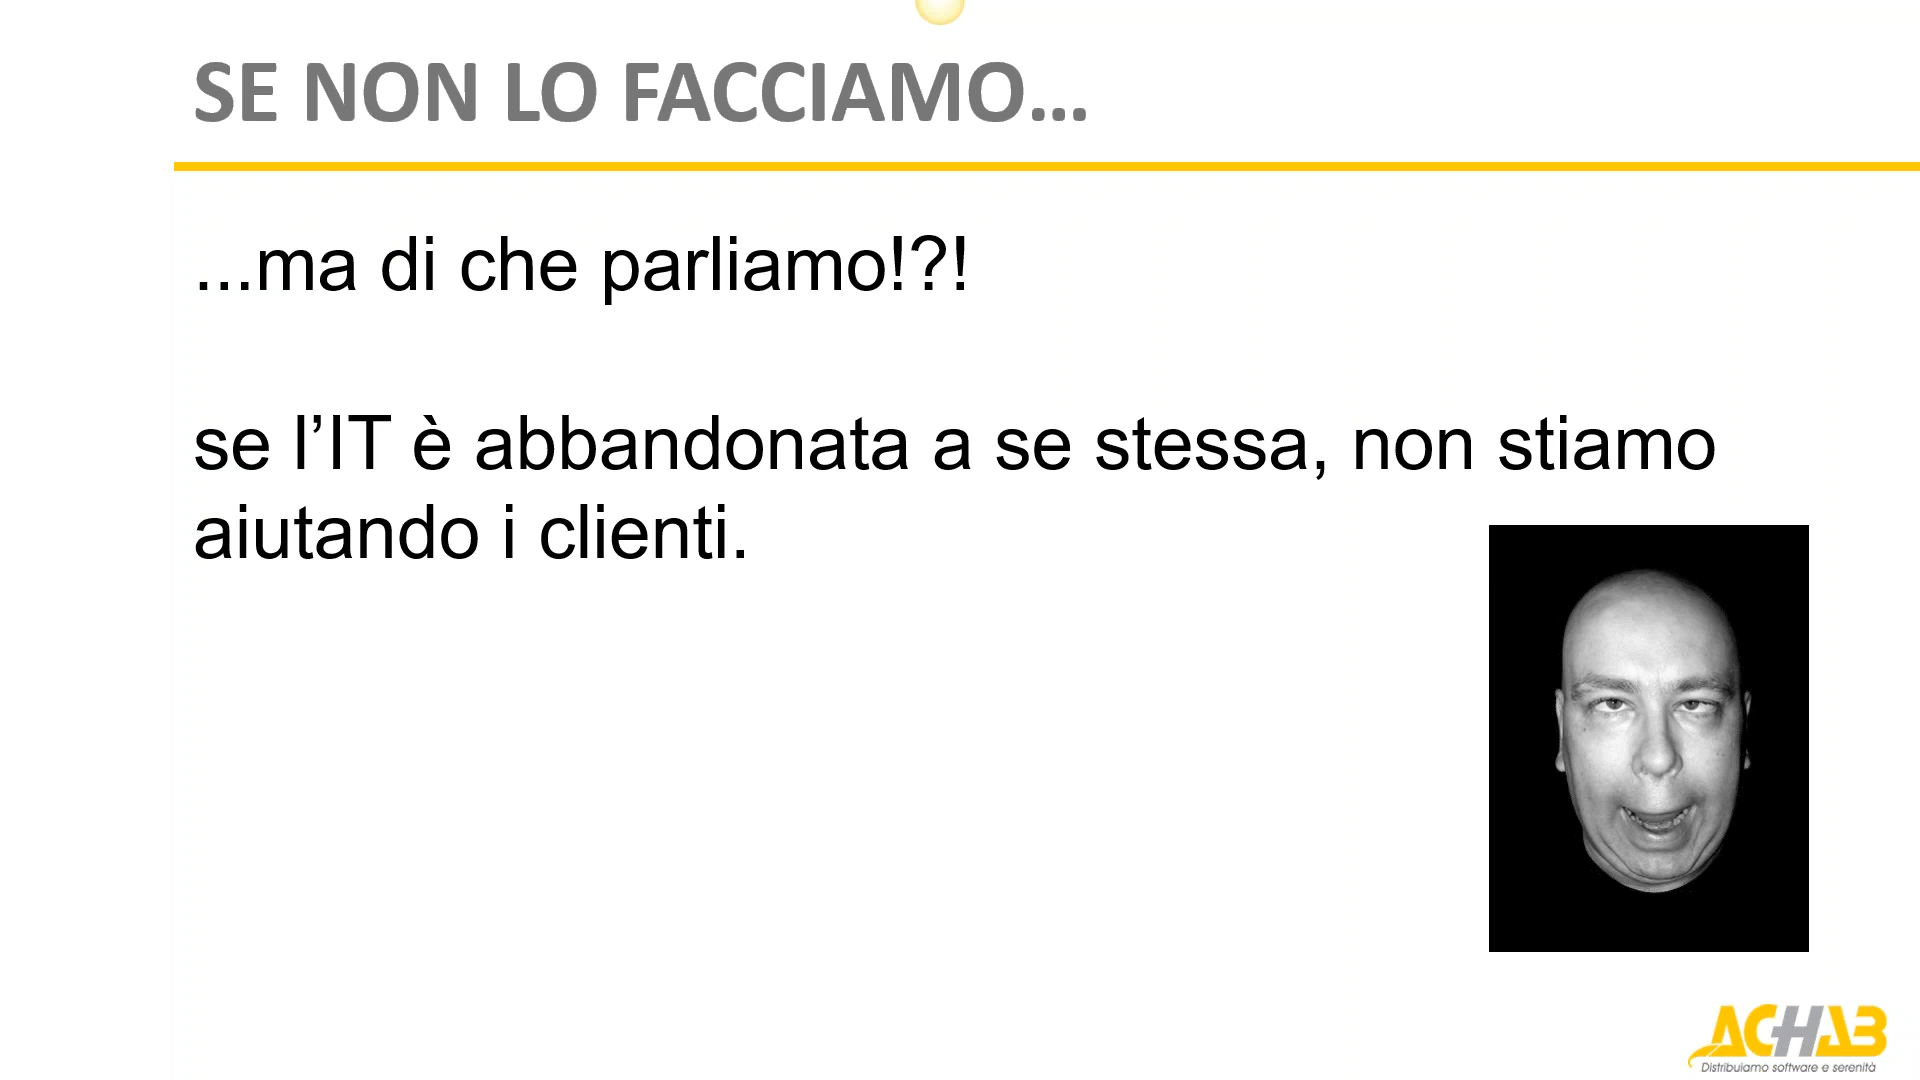 SE NON LO FACCIAMO…
...ma di che parliamo!?!
se l’IT è abbandonata a se stessa, non stiamo
aiutando i clienti.
ACHAB
Distribuiamo software e serenità